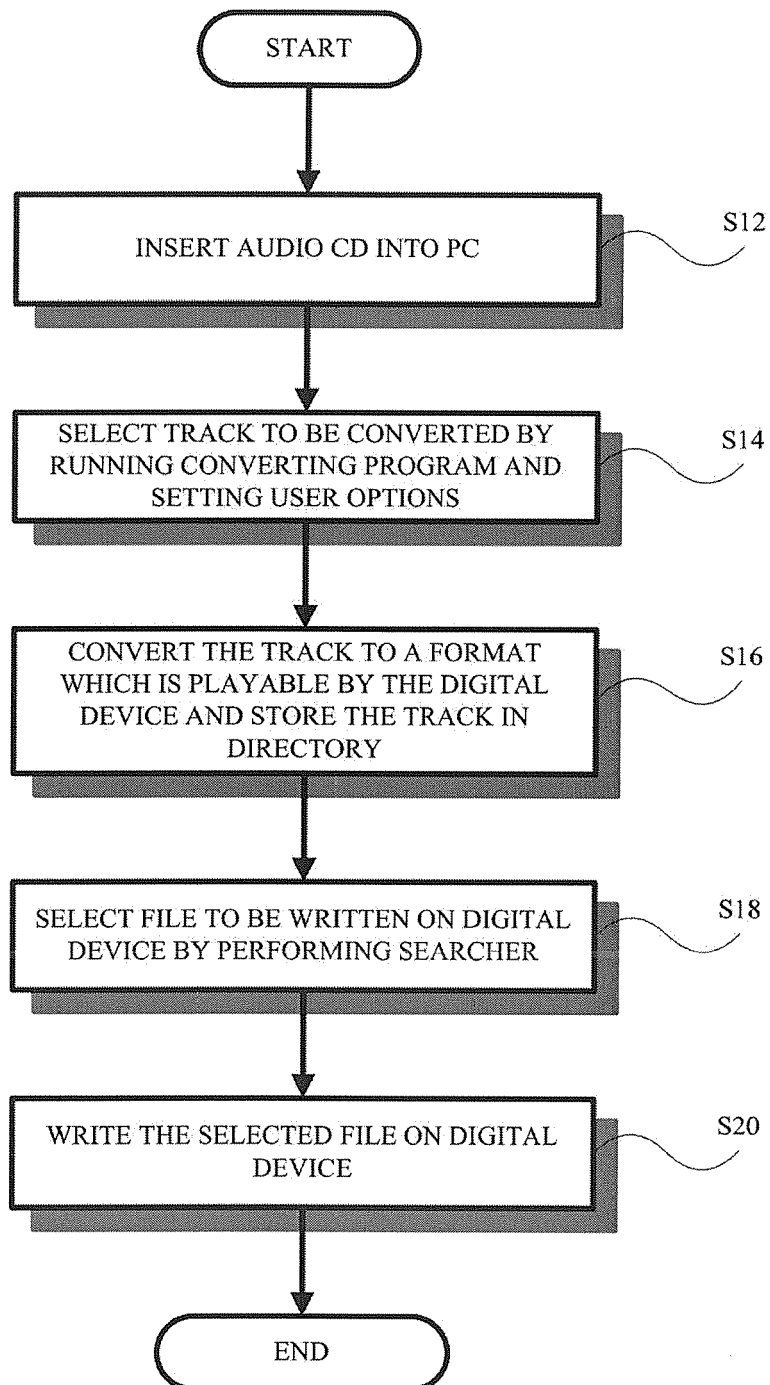 START
INSERT AUDIO CD INTO PC
S12
SELECT TRACK TO BE CONVERTED BY
RUNNING CONVERTING PROGRAM AND
SETTING USER OPTIONS
S14
CONVERT THE TRACK TO A FORMAT
WHICH IS PLAYABLE BY THE DIGITAL
DEVICE AND STORE THE TRACK IN
DIRECTORY
S16
SELECT FILE TO BE WRITTEN ON DIGITAL
DEVICE BY PERFORMING SEARCHER
S18
WRITE THE SELECTED FILE ON DIGITAL
DEVICE
S20
END